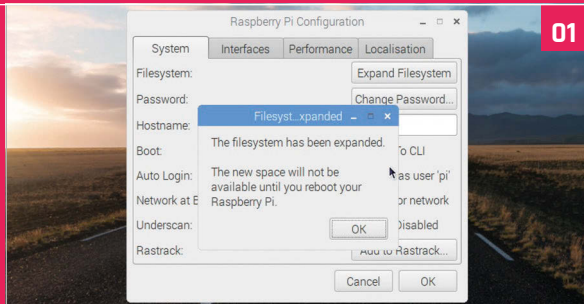 Raspberry Pi Configuration
01
System Interfaces Performance Localisation
Filesystem: Expand Filesystem
Password: Change Password...
Filesyst...xpanded
Hostname:
The filesystem has been expanded.
Boot: To CLI
The new space will not be
Auto Login: as user 'pi'
available until you reboot your
Network at B or network
Raspberry Pi.
Underscan: Disabled
OK
Rastrack: Add to Rastrack...
Cancel OK